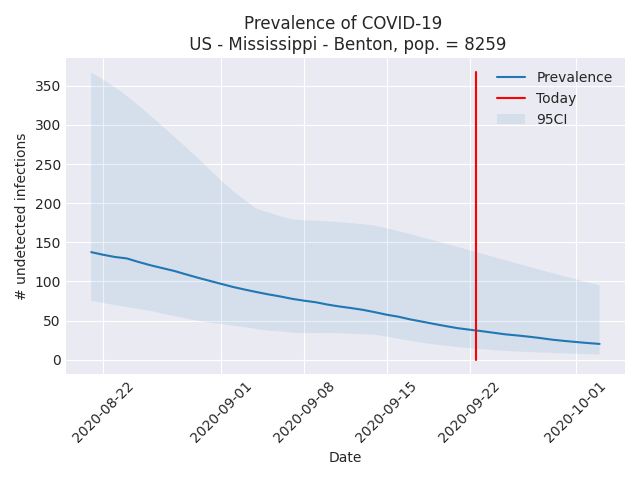 Prevalence of COVID-19
US - Mississippi - Benton, pop. = 8259
Prevalence
Today
95CI
# undetected infections
350
300
250
200
150
100
50
0
2020-08-22
2020-09-01
2020-09-08
2020-09-15
2020-09-22
2020-10-01
Date